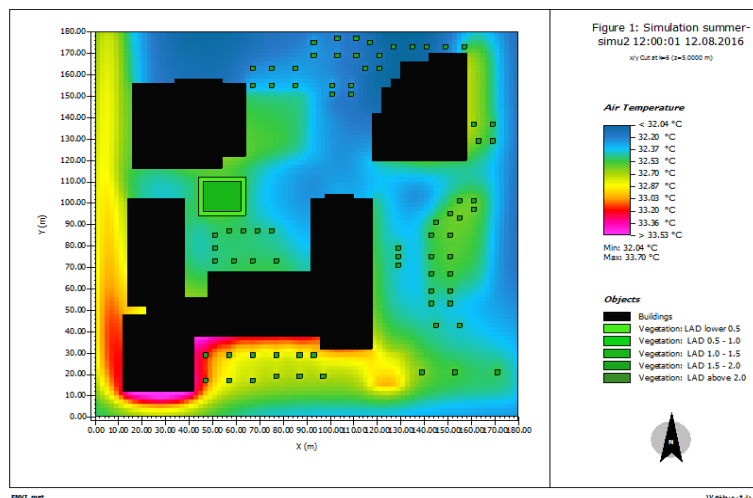 Figure 1: Simulation summer-
simu2 12:00:01 12.08.2016
x/y Cut at k=6 (z=5.0000 m)
Air Temperature
< 32.04 °C
32.20 °C
32.37 °C
32.53 °C
32.70 °C
32.87 °C
33.03 °C
33.20 °C
33.36 °C
> 33.53 °C
Min: 32.04 °C
Max: 33.70 °C
Objects
Buildings
Vegetation: LAD lower 0.5
Vegetation: LAD 0.5 - 1.0
Vegetation: LAD 1.0 - 1.5
Vegetation: LAD 1.5 - 2.0
Vegetation: LAD above 2.0
N
180.00
170.00
160.00
150.00
140.00
130.00
120.00
110.00
100.00
90.00
80.00
70.00
60.00
50.00
40.00
30.00
20.00
10.00
0.00
Y (m)
0.00 10.00 20.00 30.00 40.00 50.00 60.00 70.00 80.00 90.00 100.00 110.00 120.00 130.00 140.00 150.00 160.00 170.00 180.00
X (m)